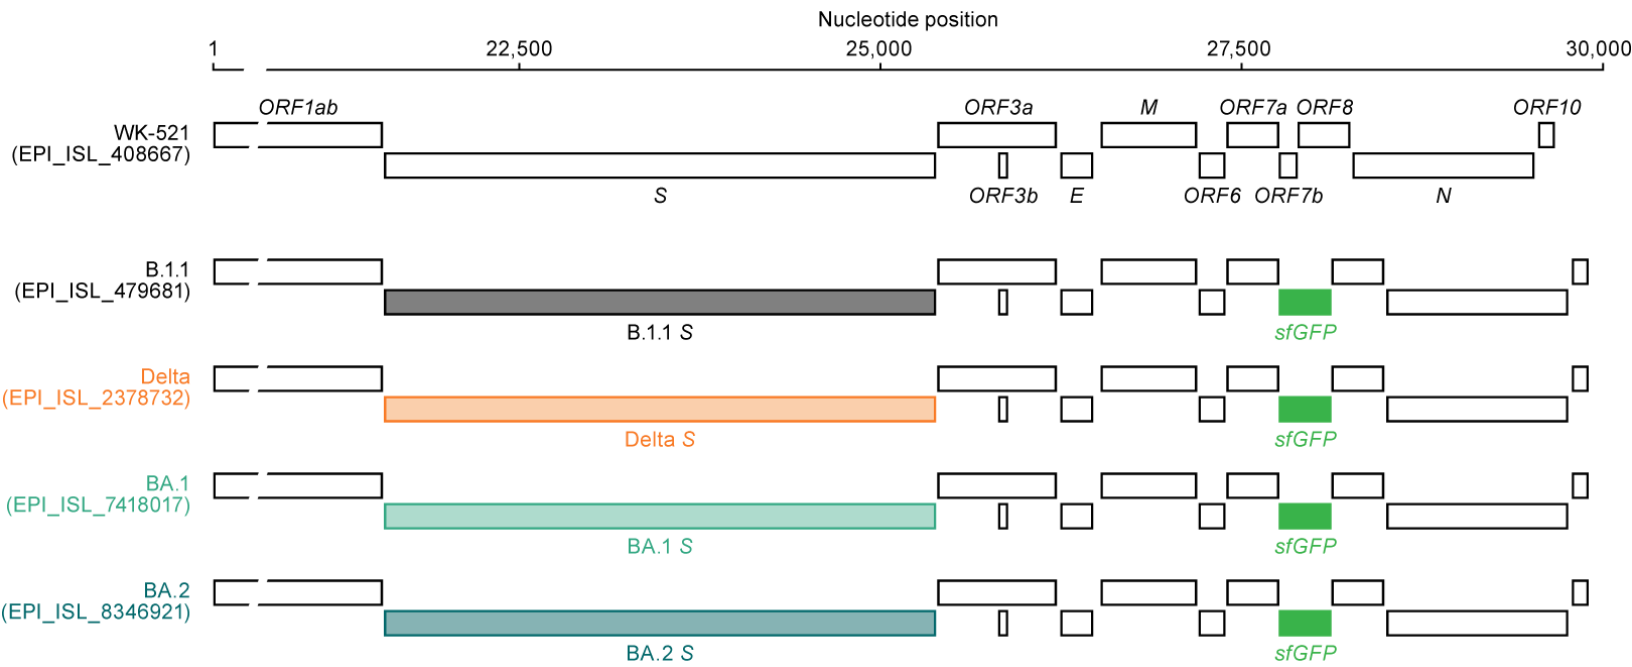 Nucleotide position
1 22,500 25,000 27,500 30,000
ORF1ab ORF3a M ORF7a ORF8 ORF10
WK-521
(EPI_ISL_408667)
S ORF3b E ORF6 ORF7b N
B.1.1
(EPI_ISL_479681)
B.1.1 S sfGFP
Delta
(EPI_ISL_2378732)
Delta S sfGFP
BA.1
(EPI_ISL_7418017)
BA.1 S sfGFP
BA.2
(EPI_ISL_8346921)
BA.2 S sfGFP